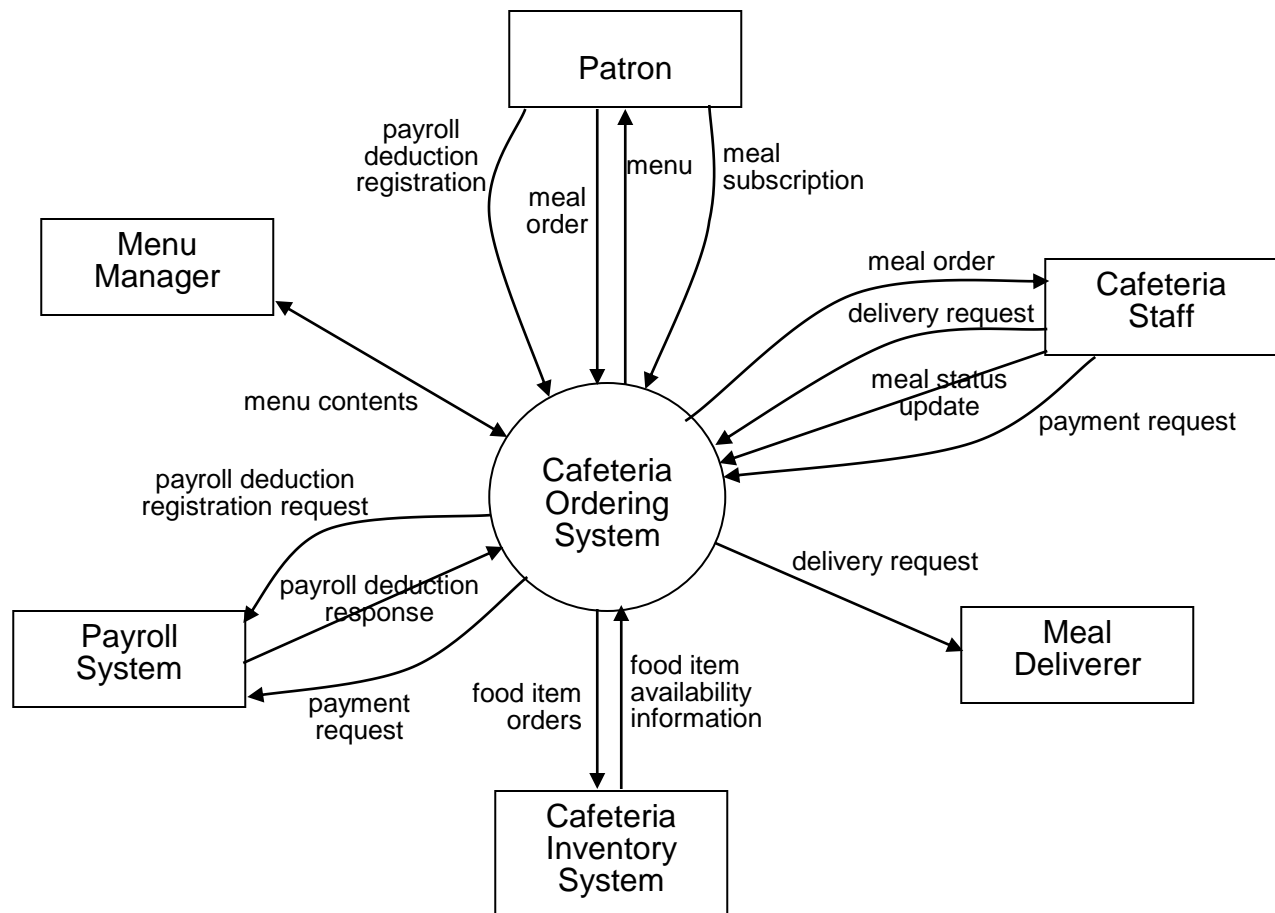 Patron
payroll
deduction
registration
meal
order
menu
meal
subscription
Menu
Manager
meal order
Cafeteria
Staff
delivery request
meal status
update
payment request
menu contents
Cafeteria
Ordering
System
payroll deduction
registration request
payroll deduction
response
delivery request
Payroll
System
payment
request
food item
orders
food item
availability
information
Meal
Deliverer
Cafeteria
Inventory
System